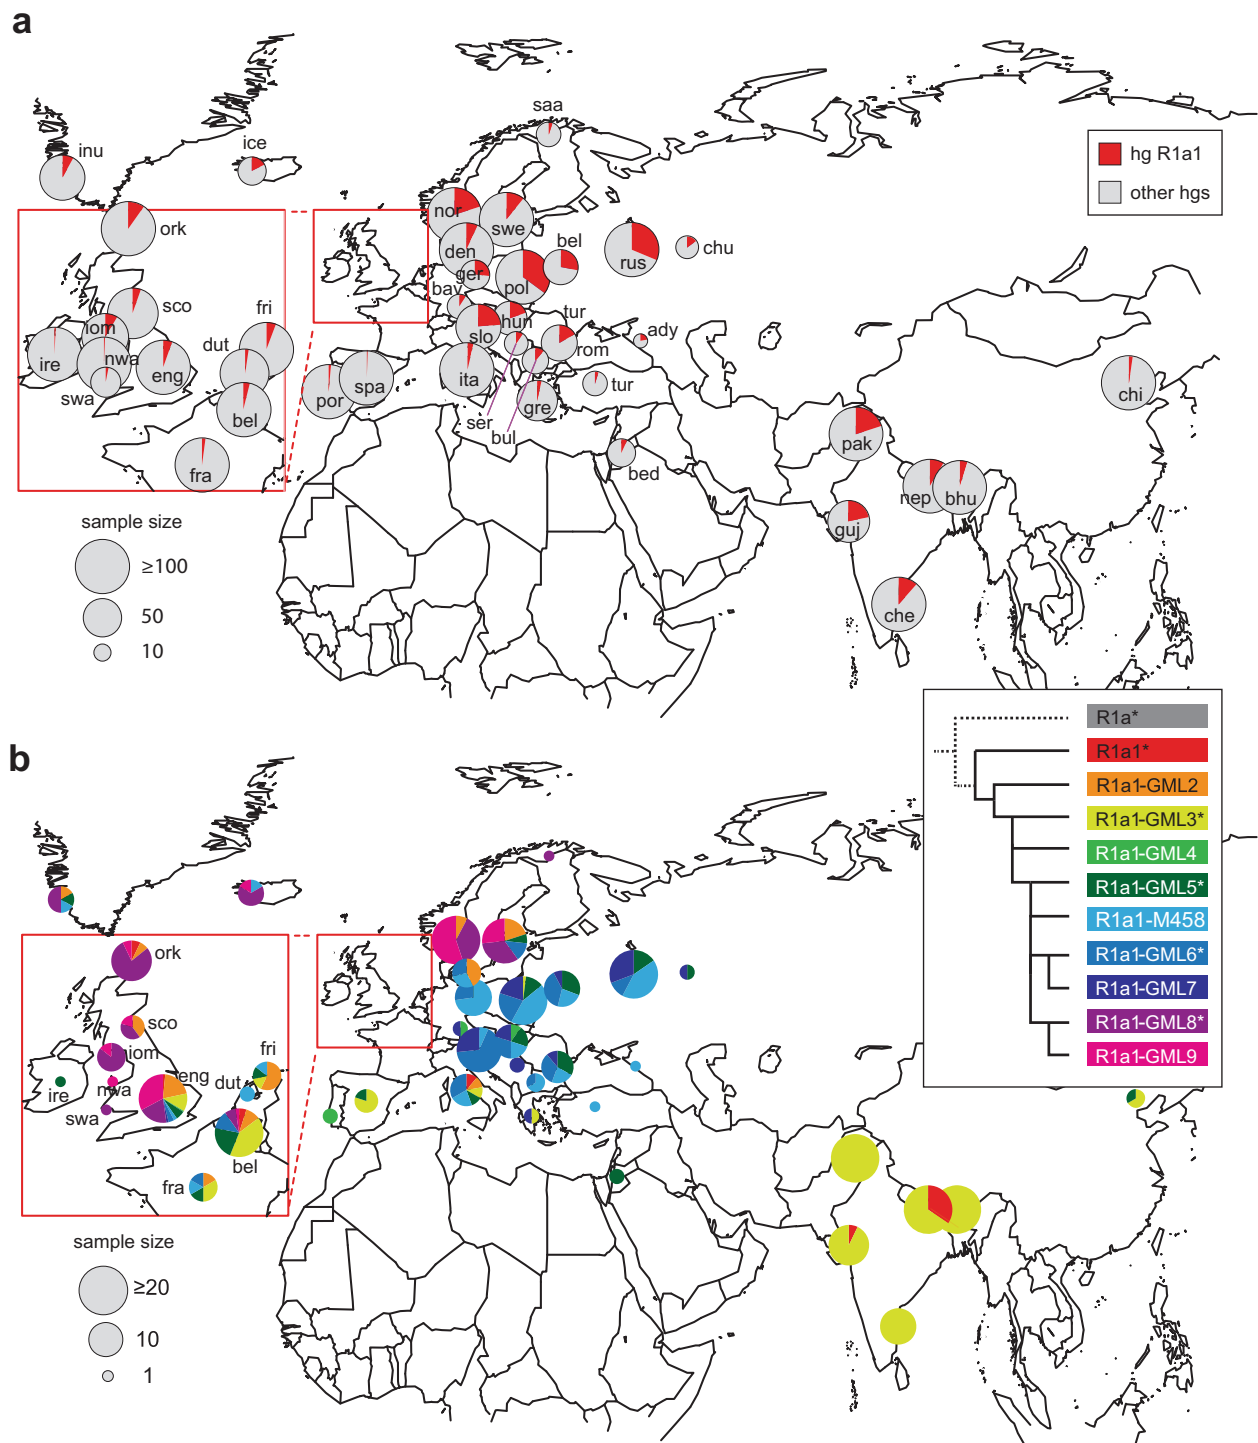 a
saa
inu
ice
hg R1a1
other hgs
ork
nor
swe
den
bel
rus
chu
ger
pol
bav
sco
fri
hun
tur
iom
slo
ady
dut
rom
ire
nwa
eng
ita
spa
tur
chi
swa
por
gre
bel
ser
pak
bul
fra
bed
nep
bhu
guj
sample size
≥100
50
10
che
R1a*
b
R1a1*
R1a1-GML2
R1a1-GML3*
R1a1-GML4
R1a1-GML5*
R1a1-M458
R1a1-GML6*
R1a1-GML7
R1a1-GML8*
R1a1-GML9
ork
sco
iom
fri
eng
dut
ire
nwa
swa
bel
fra
sample size
≥20
10
1